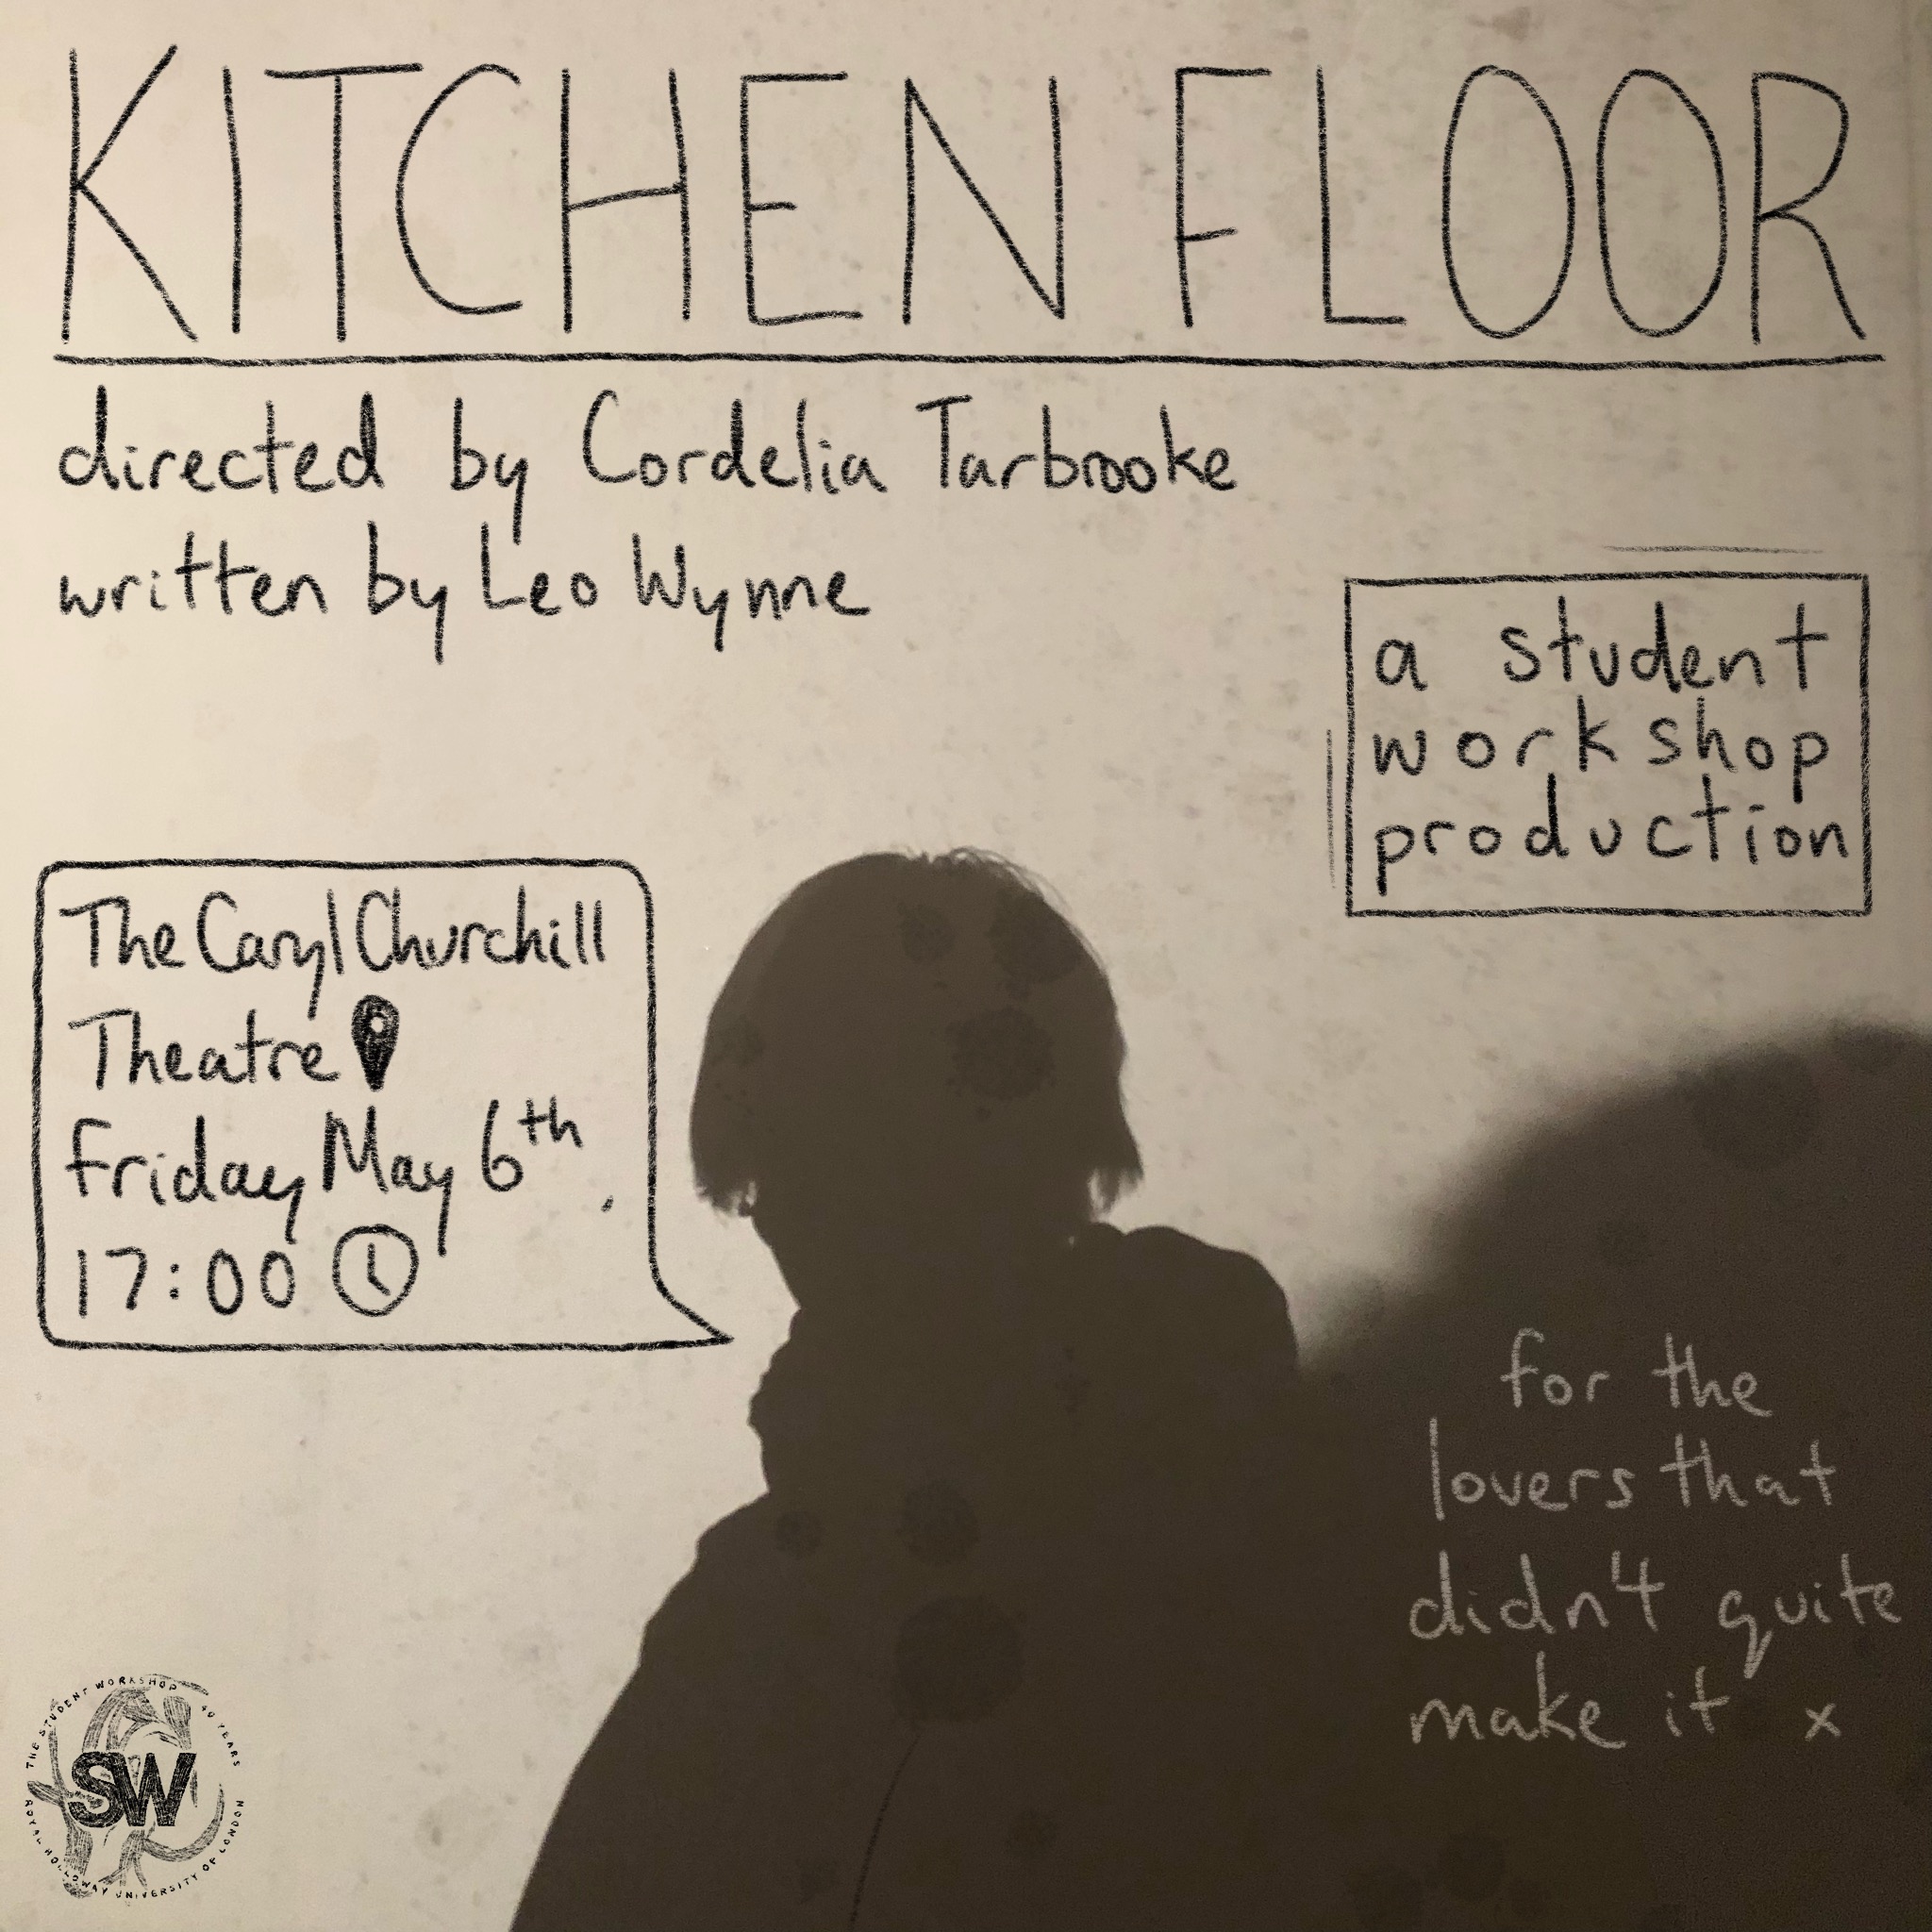 KITCHEN FLOOR
directed by Cordelia Tarbrooke
written by Leo Wynne
a student
workshop
production
The Caryl Churchill
Theatre
Friday May 6th
17:00
for the
lovers that
didn't quite
make it x
THE STUDENT WORKSHOP 40 YEARS
SW
ROYAL HOLLOWAY UNIVERSITY OF LONDON